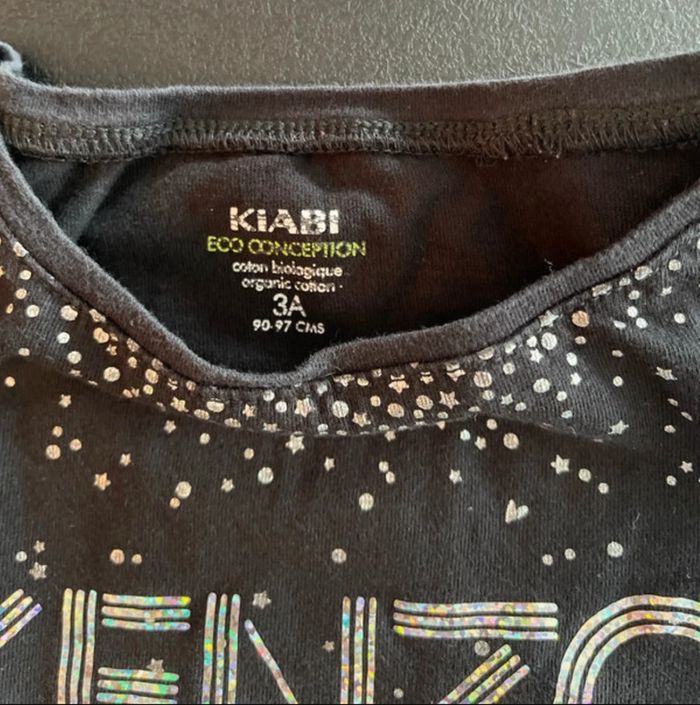 KIABI
ECO CONCEPTION
coton biologique
organic cotton
3A
90-97 CMS
KENZO